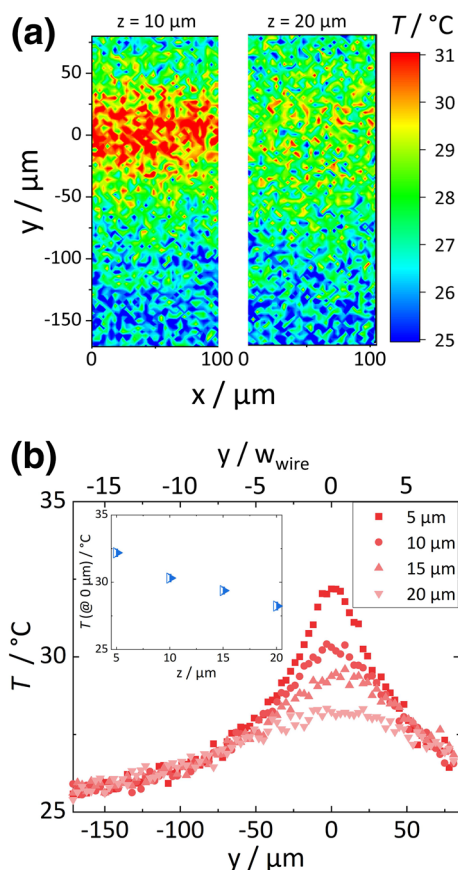 (a)
z = 10 µm
z = 20 µm
T / °C
y / µm
50
0
-50
-100
-150
0
100
0
100
x / µm
31
30
29
28
27
26
25
(b)
y / w_wire
-15
-10
-5
0
5
35
30
25
T / °C
5 µm
10 µm
15 µm
20 µm
35
30
25
T (@ 0 µm) / °C
5
10
15
20
z / µm
-150
-100
-50
0
50
y / µm